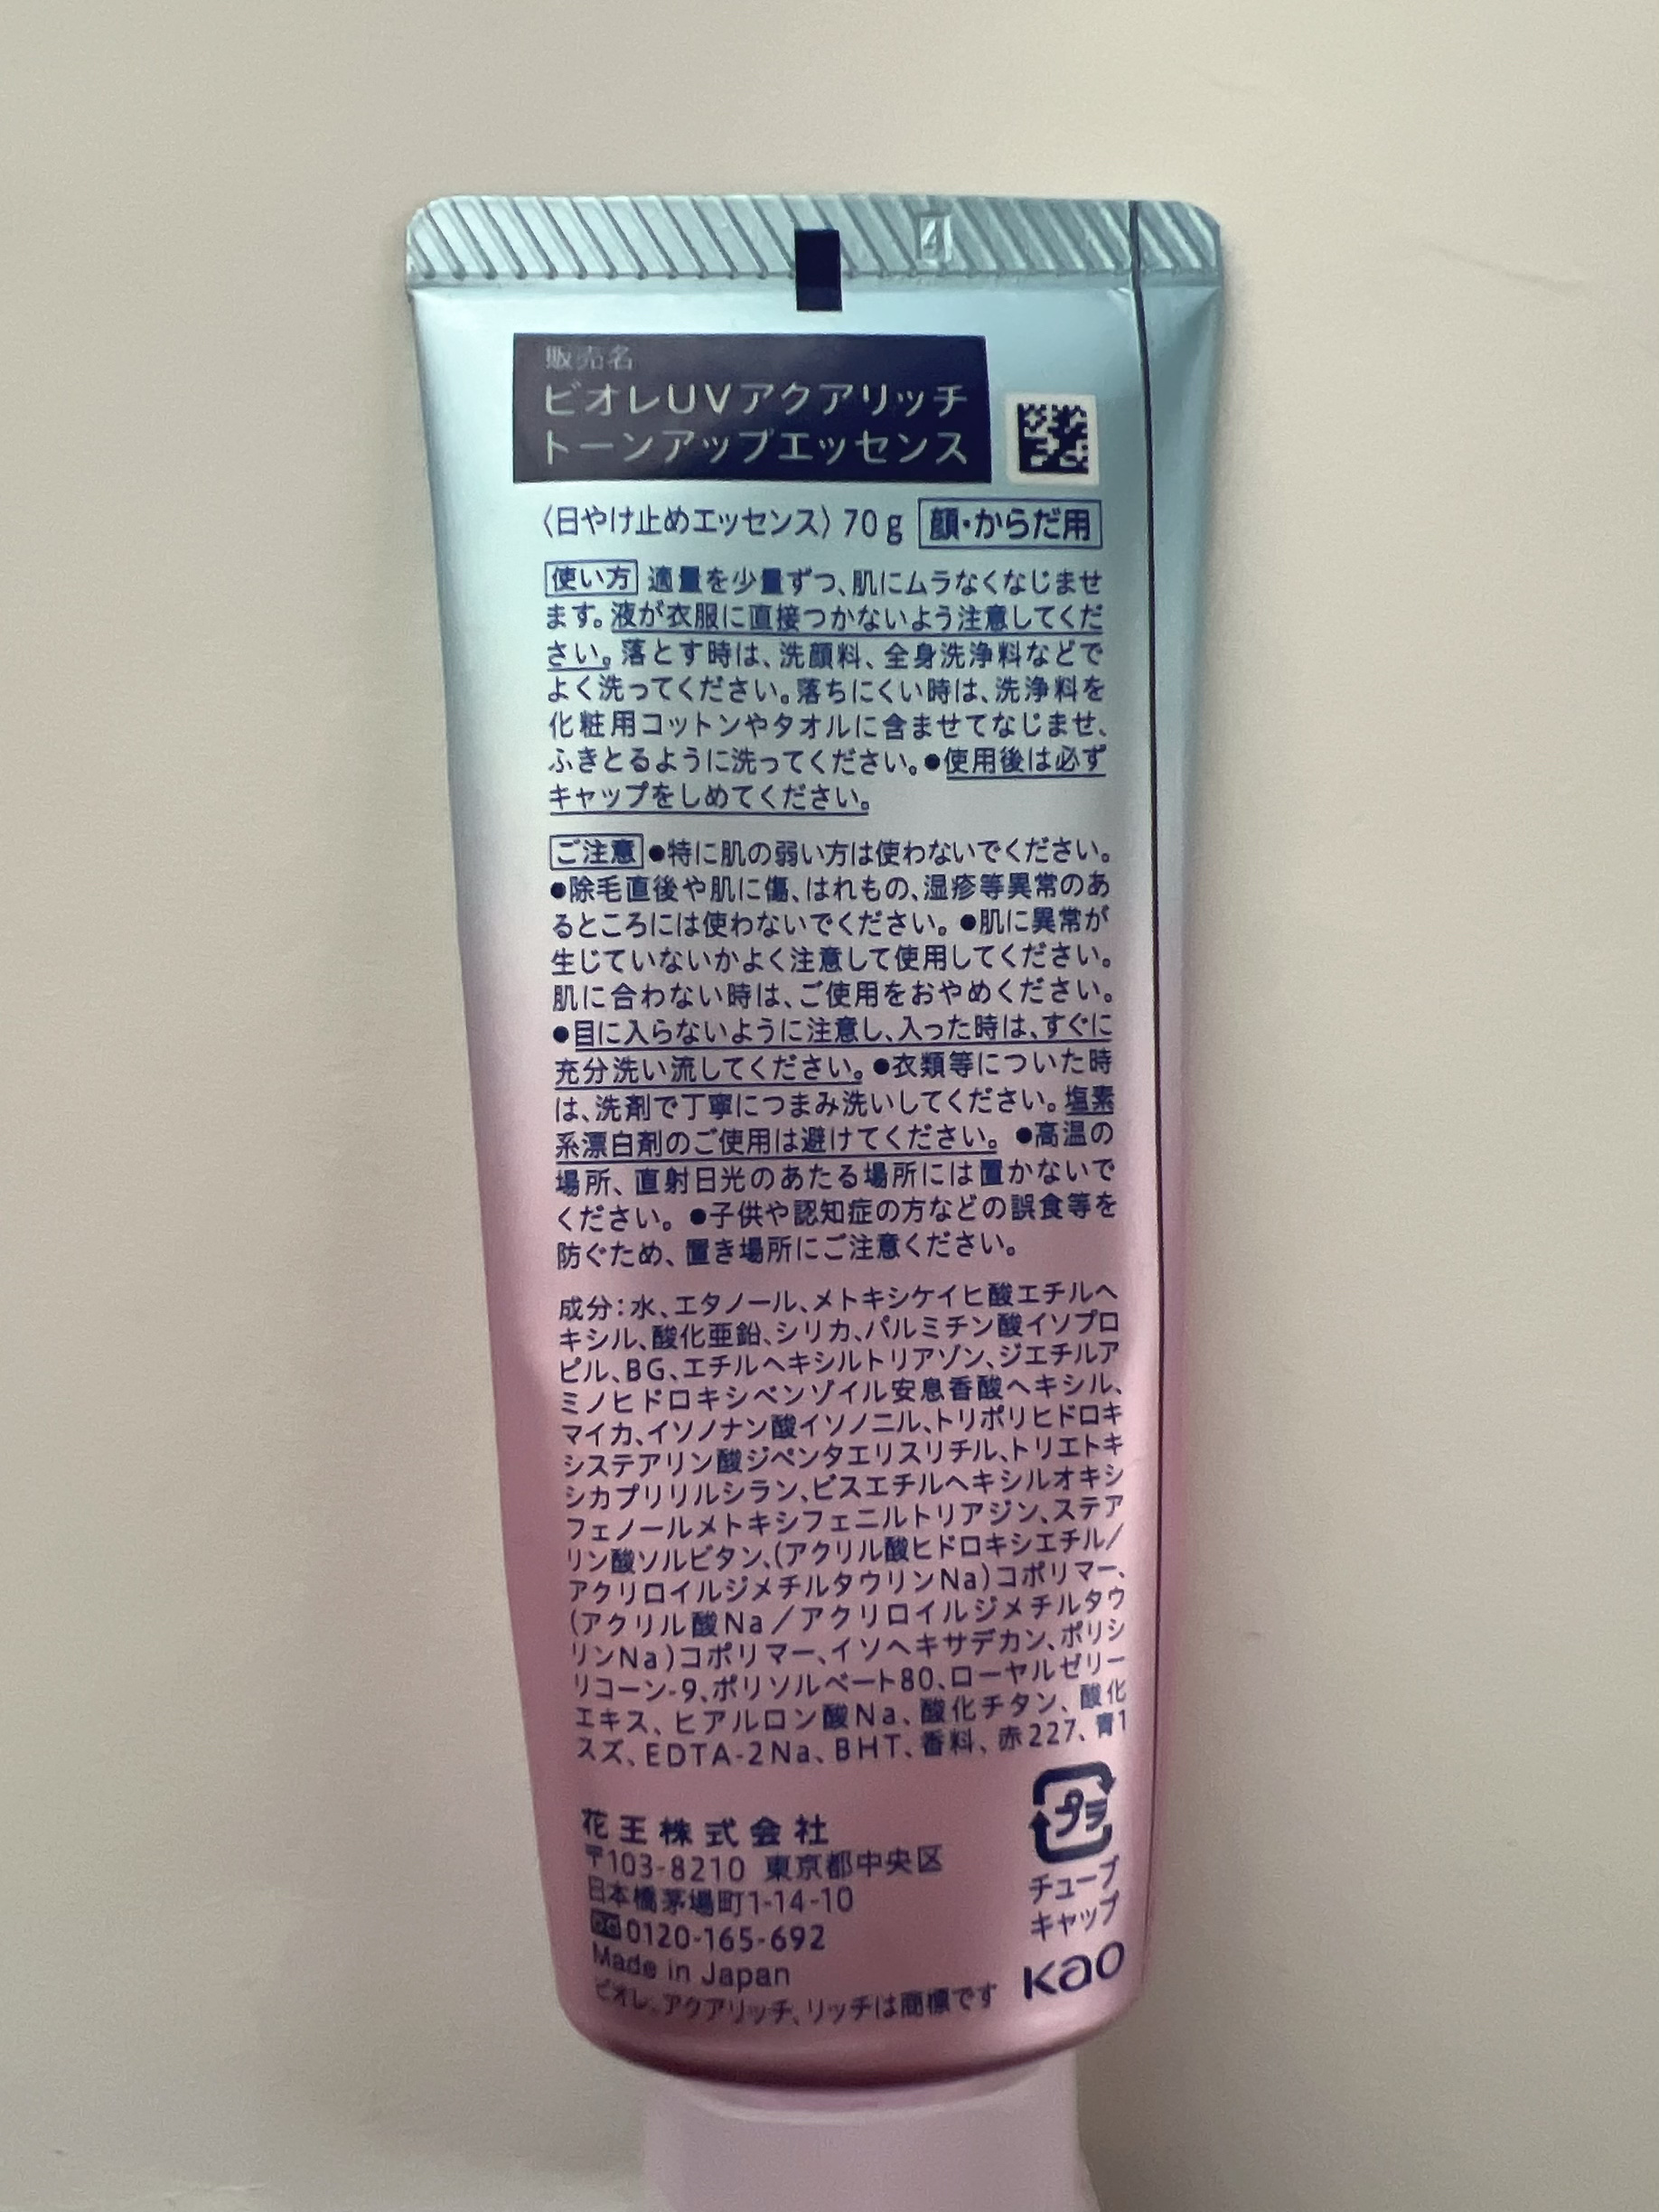 4
販売名
ビオレUVアクアリッチ
トーンアップエッセンス
〈日やけ止めエッセンス〉70g 顔・からだ用
使い方 適量を少量ずつ、肌にムラなくなじませ
ます。液が衣服に直接つかないよう注意してくだ
さい。落とす時は、洗顔料、全身洗浄料などで
よく洗ってください。落ちにくい時は、洗浄料を
化粧用コットンやタオルに含ませてなじませ、
ふきとるように洗ってください。●使用後は必ず
キャップをしめてください。
ご注意 ●特に肌の弱い方は使わないでください。
●除毛直後や肌に傷、はれもの、湿疹等異常のあ
るところには使わないでください。●肌に異常が
生じていないかよく注意して使用してください。
肌に合わない時は、ご使用をおやめください。
●目に入らないように注意し、入った時は、すぐに
充分洗い流してください。●衣類等についた時
は、洗剤で丁寧につまみ洗いしてください。塩素
系漂白剤のご使用は避けてください。●高温の
場所、直射日光のあたる場所には置かないで
ください。●子供や認知症の方などの誤食等を
防ぐため、置き場所にご注意ください。
成分：水、エタノール、メトキシケイヒ酸エチルヘ
キシル、酸化亜鉛、シリカ、パルミチン酸イソプロ
ピル、BG、エチルヘキシルトリアゾン、ジエチルア
ミノヒドロキシベンゾイル安息香酸ヘキシル、
マイカ、イソノナン酸イソノニル、トリポリヒドロキ
システアリン酸ジペンタエリスリチル、トリエトキ
シカプリリルシラン、ビスエチルヘキシルオキシ
フェノールメトキシフェニルトリアジン、ステア
リン酸ソルビタン、(アクリル酸ヒドロキシエチル／
アクリロイルジメチルタウリンNa)コポリマー、
(アクリル酸Na／アクリロイルジメチルタウ
リンNa)コポリマー、イソヘキサデカン、ポリシ
リコーン-9、ポリソルベート80、ローヤルゼリー
エキス、ヒアルロン酸Na、酸化チタン、酸化
スズ、EDTA-2Na、BHT、香料、赤227、青1
プラ
チューブ
キャップ
花王株式会社
〒103-8210 東京都中央区
日本橋茅場町1-14-10
0120-165-692
Made in Japan
ビオレ、アクアリッチ、リッチは商標です
Kao